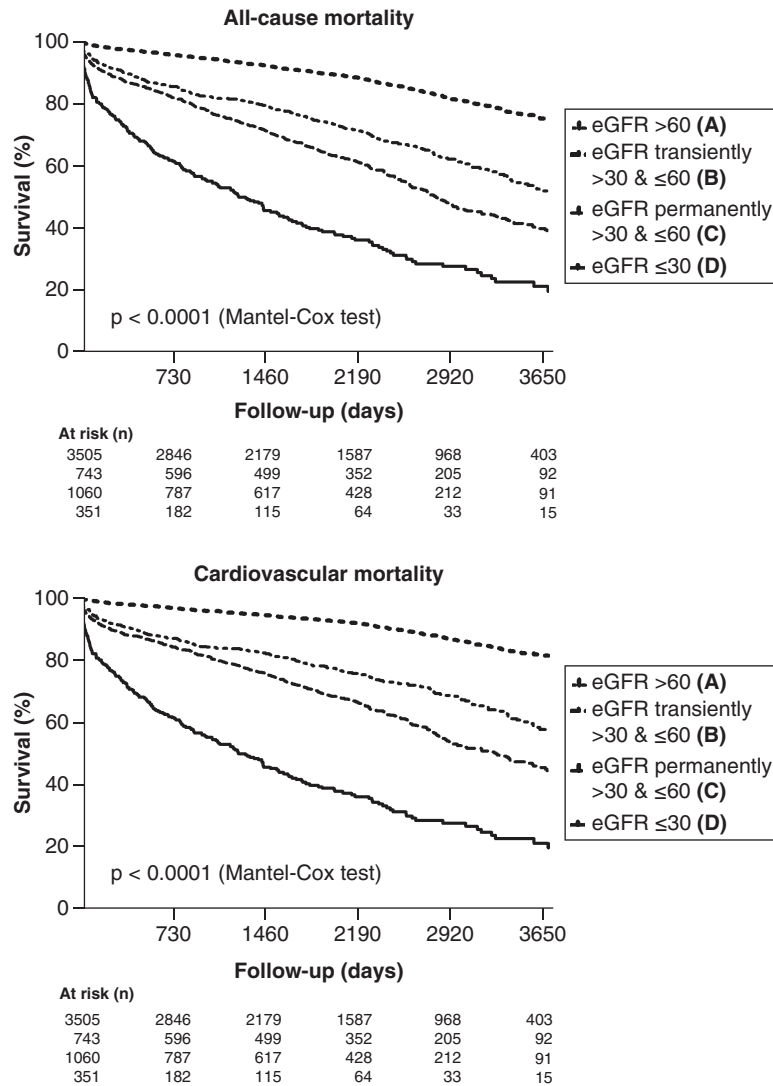 All-cause mortality
100
80
60
40
20
0
Survival (%)
p < 0.0001 (Mantel-Cox test)
730 1460 2190 2920 3650
Follow-up (days)
eGFR >60 (A)
eGFR transiently
>30 & ≤60 (B)
eGFR permanently
>30 & ≤60 (C)
eGFR ≤30 (D)
At risk (n)
3505 2846 2179 1587 968 403
743 596 499 352 205 92
1060 787 617 428 212 91
351 182 115 64 33 15
Cardiovascular mortality
100
80
60
40
20
0
Survival (%)
p < 0.0001 (Mantel-Cox test)
730 1460 2190 2920 3650
Follow-up (days)
eGFR >60 (A)
eGFR transiently
>30 & ≤60 (B)
eGFR permanently
>30 & ≤60 (C)
eGFR ≤30 (D)
At risk (n)
3505 2846 2179 1587 968 403
743 596 499 352 205 92
1060 787 617 428 212 91
351 182 115 64 33 15